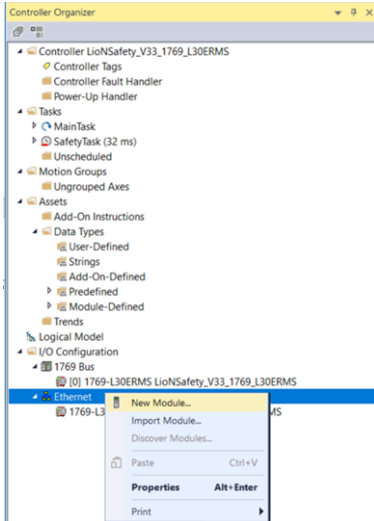 Controller Organizer
Controller LioNSafety_V33_1769_L30ERMS
Controller Tags
Controller Fault Handler
Power-Up Handler
Tasks
MainTask
SafetyTask (32 ms)
Unscheduled
Motion Groups
Ungrouped Axes
Assets
Add-On Instructions
Data Types
User-Defined
Strings
Add-On-Defined
Predefined
Module-Defined
Trends
Logical Model
I/O Configuration
1769 Bus
[0] 1769-L30ERMS LioNSafety_V33_1769_L30ERMS
Ethernet
New Module...
1769-L3 MS
Import Module...
Discover Modules...
Paste Ctrl+V
Properties Alt+Enter
Print